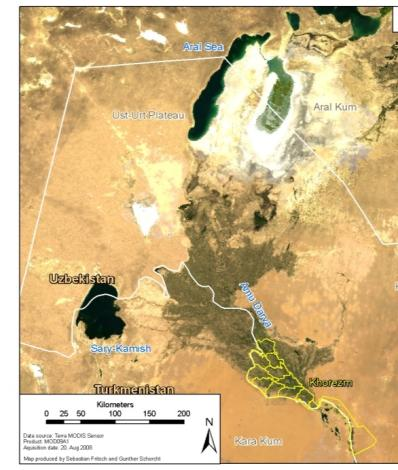 Aral Sea
Ust-Urt Plateau
Aral Kum
Uzbekistan
Amu Darya
Sary-Kamish
Khorezm
Turkmenistan
Kara Kum
Kilometers
0 25 50 100 150 200
N
Data source: Terra MODIS Sensor
Product: MOD09A1
Aquisition date: 20. Aug 2008
Map produced by Sebastian Fritsch and Gunther Schorcht